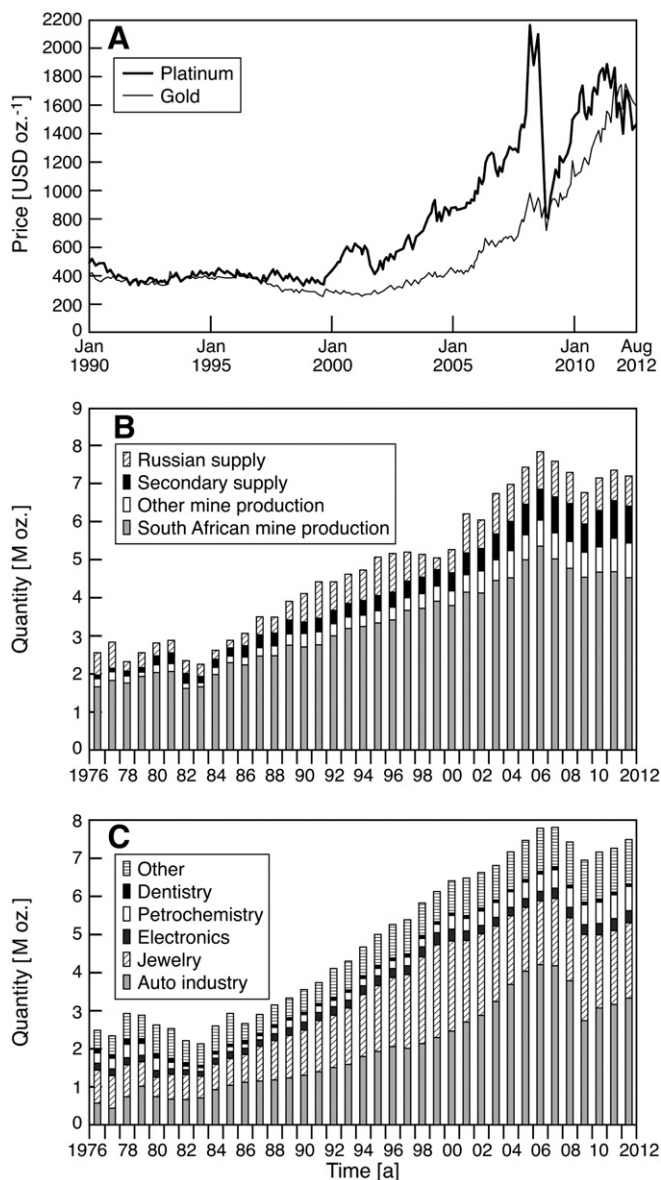 A
Platinum
Gold
Price [USD oz.-1]
2200
2000
1800
1600
1400
1200
1000
800
600
400
200
0
Jan Jan Jan Jan Jan Aug
1990 1995 2000 2005 2010 2012
B
Russian supply
Secondary supply
Other mine production
South African mine production
Quantity [M oz.]
9
8
7
6
5
4
3
2
1
0
1976 78 80 82 84 86 88 90 92 94 96 98 00 02 04 06 08 10 2012
C
Other
Dentistry
Petrochemistry
Electronics
Jewelry
Auto industry
Quantity [M oz.]
8
7
6
5
4
3
2
1
0
1976 78 80 82 84 86 88 90 92 94 96 98 00 02 04 06 08 10 2012
Time [a]